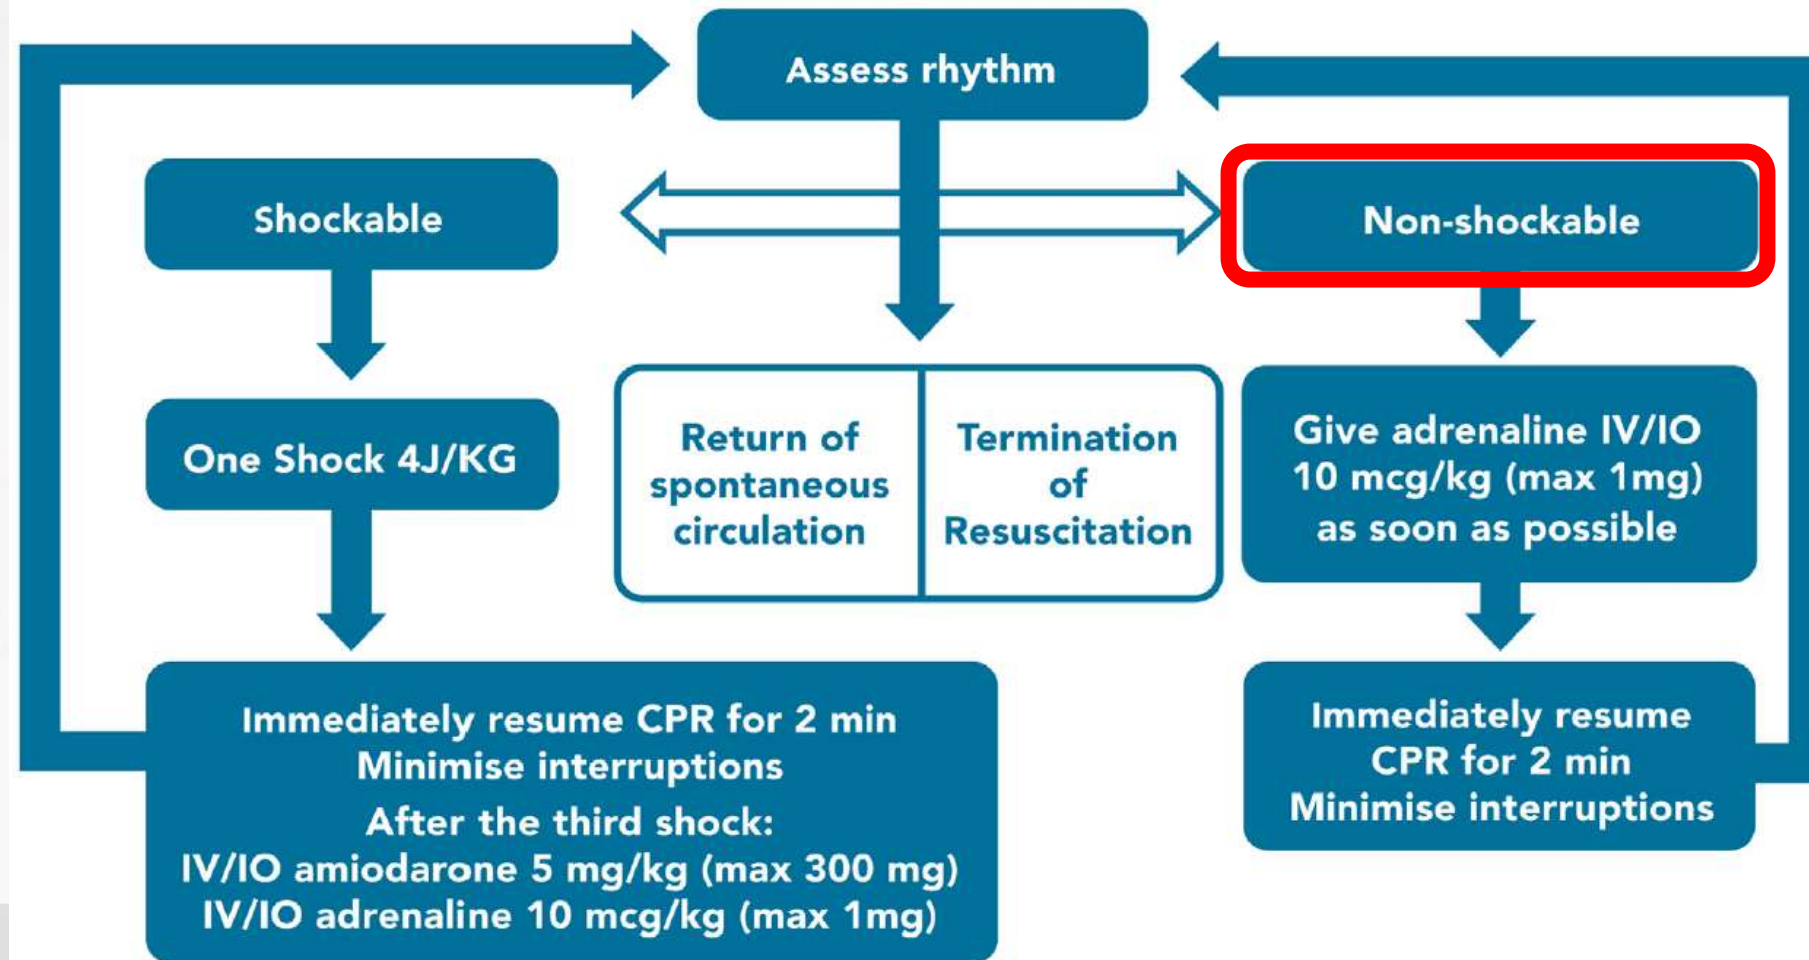 Assess rhythm
Shockable
Non-shockable
One Shock 4J/KG
Return of
spontaneous
circulation
Termination
of
Resuscitation
Give adrenaline IV/IO
10 mcg/kg (max 1mg)
as soon as possible
Immediately resume CPR for 2 min
Minimise interruptions
After the third shock:
IV/IO amiodarone 5 mg/kg (max 300 mg)
IV/IO adrenaline 10 mcg/kg (max 1mg)
Immediately resume
CPR for 2 min
Minimise interruptions